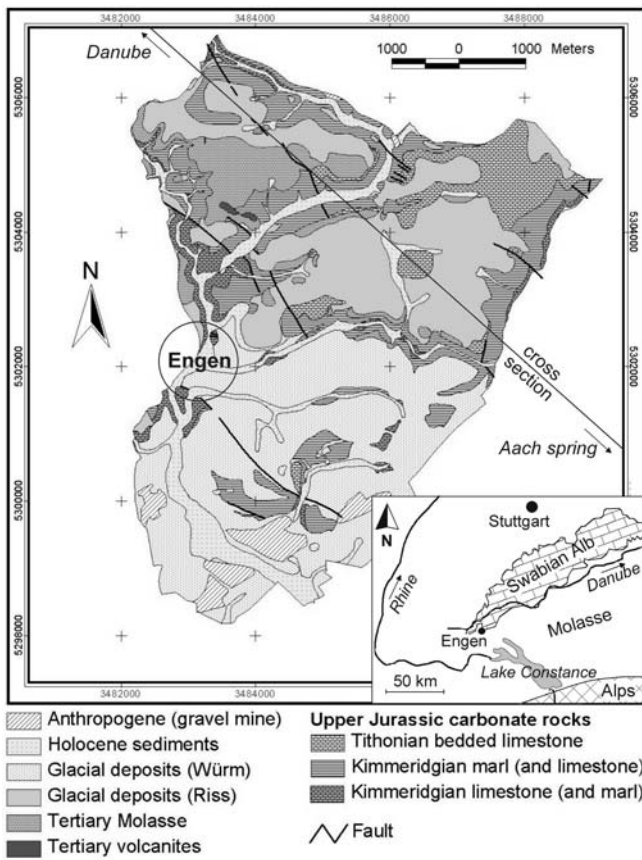 3482000 3484000 3486000 3488000
Danube
1000 0 1000 Meters
5306000 5306000
5304000 5304000
N
Engen
5302000 5302000
cross
section
Aach spring
5300000
5298000
N
Stuttgart
Swabian Alb
Rhine
Danube
Engen
Molasse
Lake Constance
50 km
Alps
3482000 3484000
Anthropogene (gravel mine)
Holocene sediments
Glacial deposits (Würm)
Glacial deposits (Riss)
Tertiary Molasse
Tertiary volcanites
Upper Jurassic carbonate rocks
Tithonian bedded limestone
Kimmeridgian marl (and limestone)
Kimmeridgian limestone (and marl)
Fault